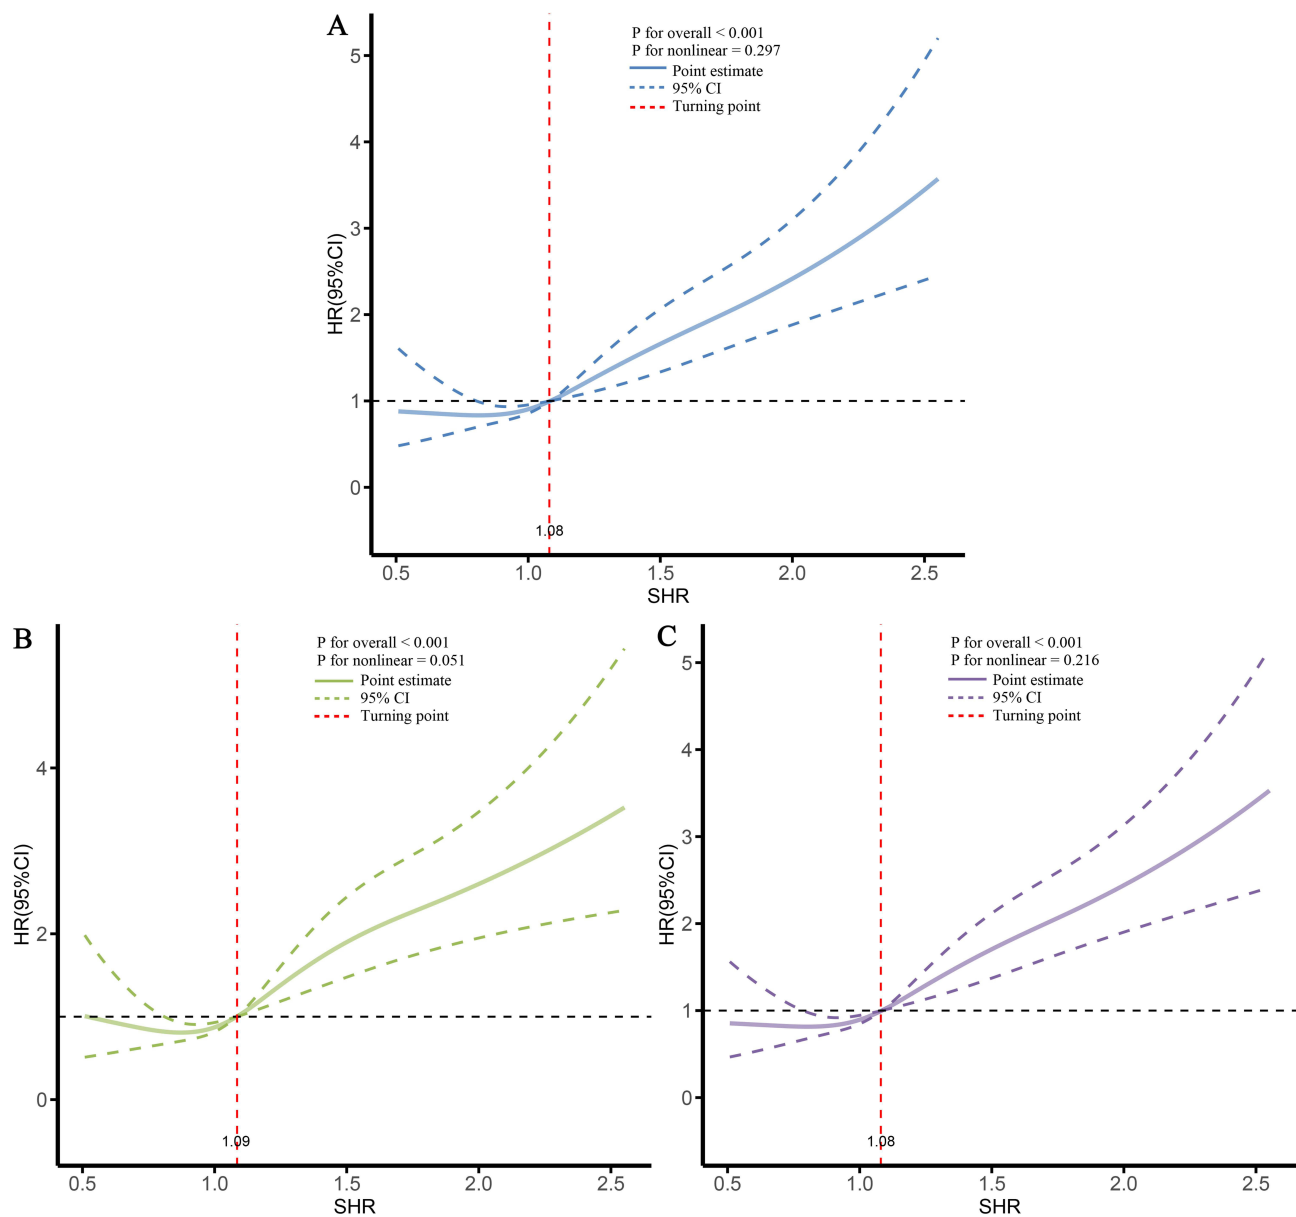 A
P for overall < 0.001
P for nonlinear = 0.297
Point estimate
95% CI
Turning point
HR(95%CI)
5
4
3
2
1
0
1.08
0.5 1.0 1.5 2.0 2.5
SHR
B
P for overall < 0.001
P for nonlinear = 0.051
Point estimate
95% CI
Turning point
HR(95%CI)
4
2
0
1.09
0.5 1.0 1.5 2.0 2.5
SHR
C
P for overall < 0.001
P for nonlinear = 0.216
Point estimate
95% CI
Turning point
HR(95%CI)
5
4
3
2
1
0
1.08
0.5 1.0 1.5 2.0 2.5
SHR